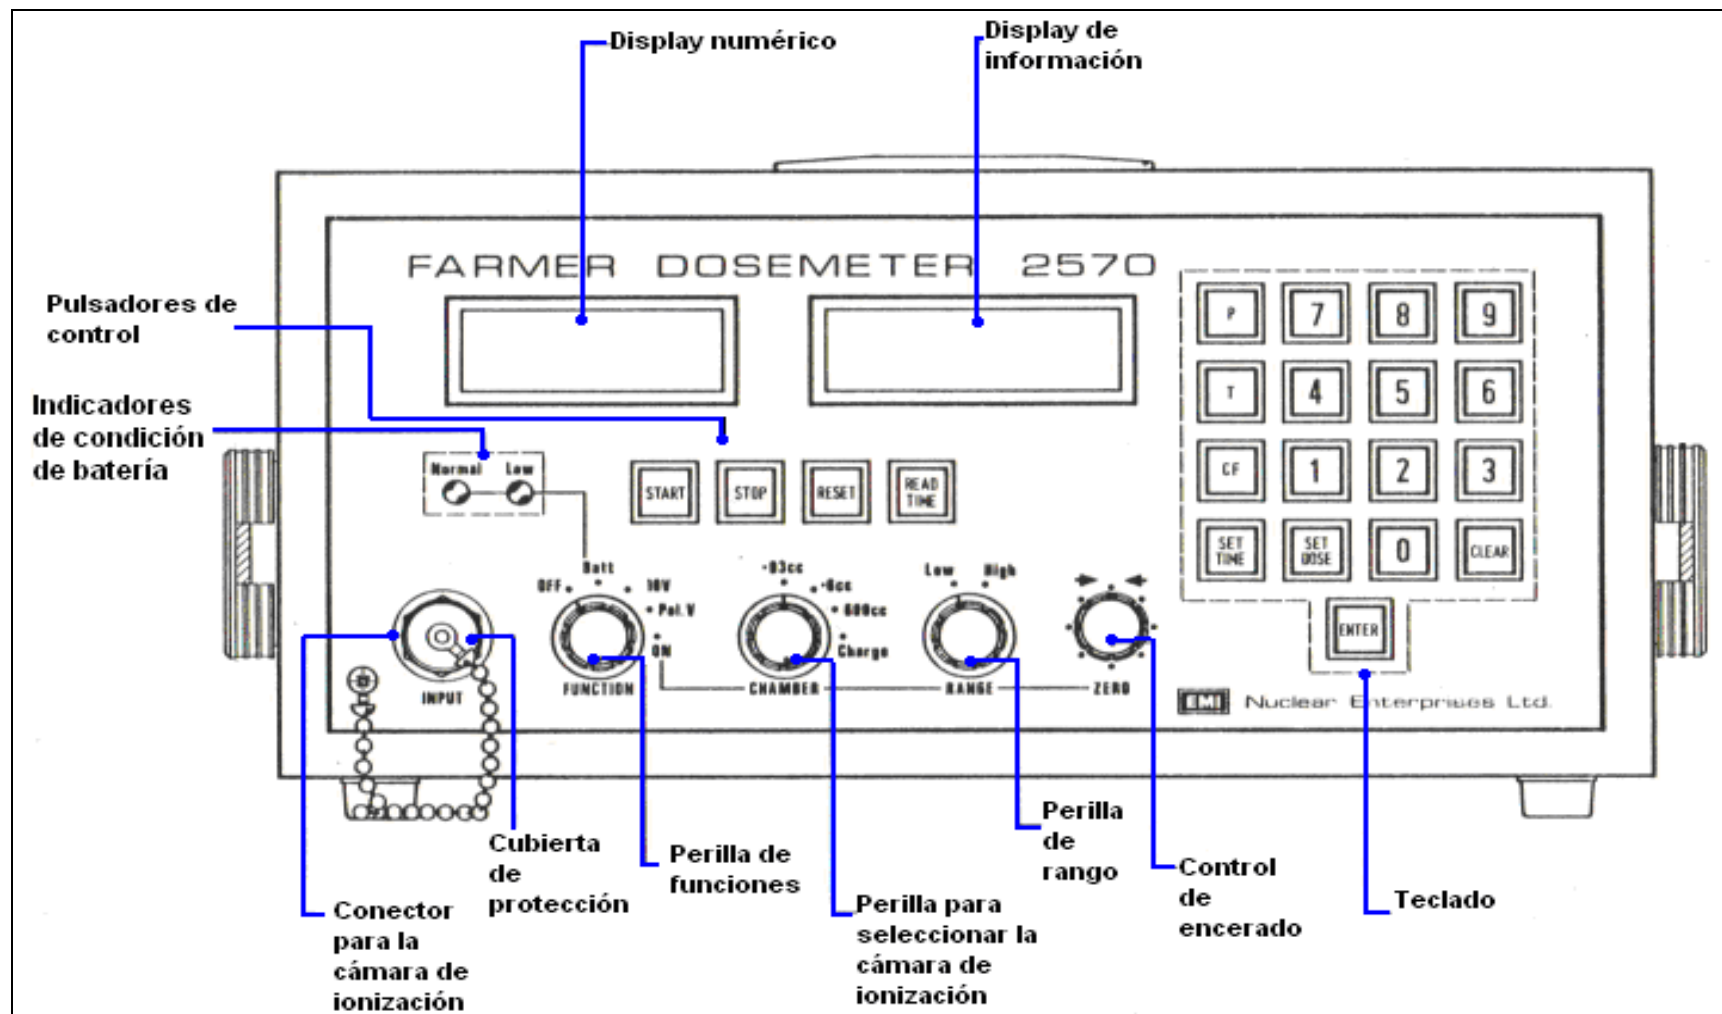 Display numérico
Display de
información
FARMER DOSEMETER 2570
Pulsadores de
control
Indicadores
de condición
de batería
Normal Low
START
STOP
RESET
READ
TIME
P 7 8 9
T 4 5 6
CF 1 2 3
SET
TIME
SET
DOSE
0
CLEAR
ENTER
OFF
Batt
10V
Pol.V
ON
FUNCTION
·03cc
·6cc
600cc
Charge
CHAMBER
Low High
RANGE
ZERO
INPUT
EMI Nuclear Enterprises Ltd.
Conector
para la
cámara de
ionización
Cubierta
de
protección
Perilla de
funciones
Perilla para
seleccionar la
cámara de
ionización
Perilla
de
rango
Control
de
encerado
Teclado